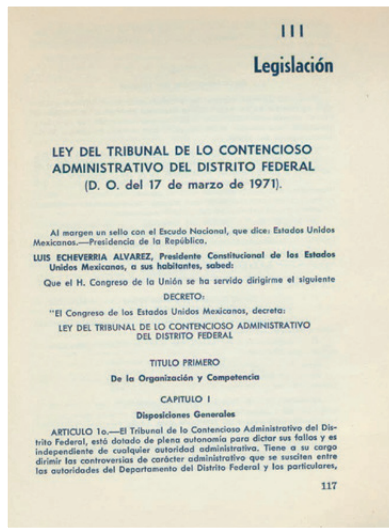 III
Legislación
LEY DEL TRIBUNAL DE LO CONTENCIOSO
ADMINISTRATIVO DEL DISTRITO FEDERAL
(D. O. del 17 de marzo de 1971).
Al margen un sello con el Escudo Nacional, que dice: Estados Unidos
Mexicanos.—Presidencia de la República.
LUIS ECHEVERRIA ALVAREZ, Presidente Constitucional de los Estados
Unidos Mexicanos, a sus habitantes, sabed:
Que el H. Congreso de la Unión se ha servido dirigirme el siguiente
DECRETO:
"El Congreso de los Estados Unidos Mexicanos, decreta:
LEY DEL TRIBUNAL DE LO CONTENCIOSO ADMINISTRATIVO
DEL DISTRITO FEDERAL
TITULO PRIMERO
De la Organización y Competencia
CAPITULO I
Disposiciones Generales
ARTICULO 1o.—El Tribunal de lo Contencioso Administrativo del Dis-
trito Federal, está dotado de plena autonomía para dictar sus fallos y es
independiente de cualquier autoridad administrativa. Tiene a su cargo
dirimir las controversias de carácter administrativo que se susciten entre
las autoridades del Departamento del Distrito Federal y los particulares,
117